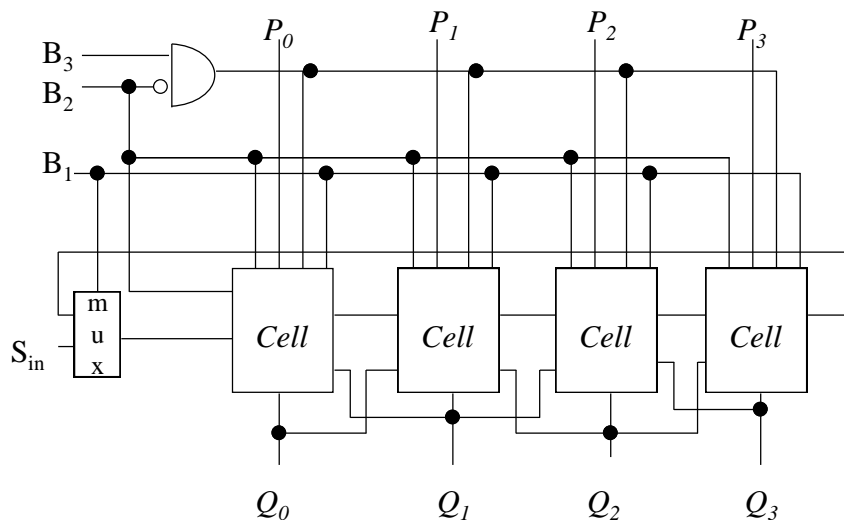 P₀ P₁ P₂ P₃
B₃
B₂
B₁
m
u
x
Sᵢₙ
Cell Cell Cell Cell
Q₀ Q₁ Q₂ Q₃